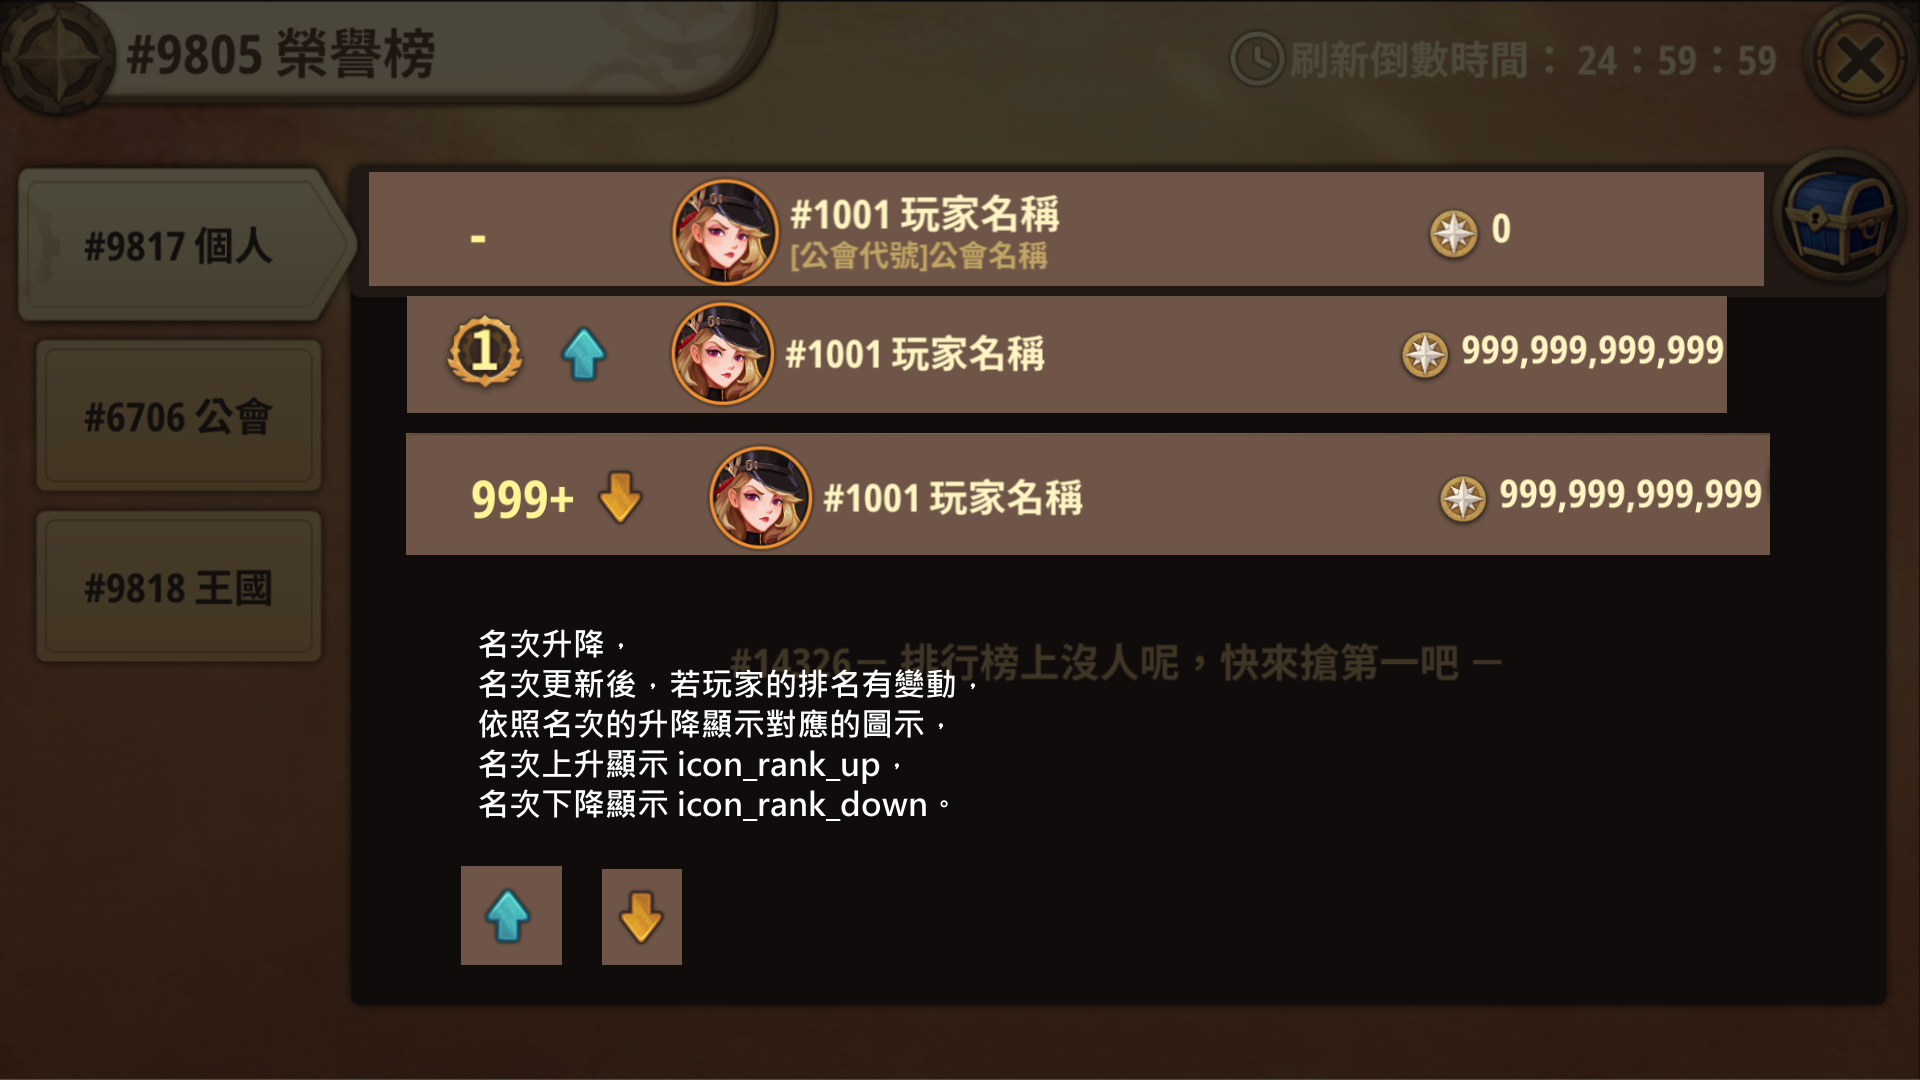 #9805 榮譽榜
刷新倒數時間： 24：59：59
#9817 個人
#6706 公會
#9818 王國
-
#1001 玩家名稱
[公會代號]公會名稱
0
1
#1001 玩家名稱
999,999,999,999
999+
#1001 玩家名稱
999,999,999,999
#14326— 排行榜上沒人呢，快來搶第一吧 —
名次升降，
名次更新後，若玩家的排名有變動，
依照名次的升降顯示對應的圖示，
名次上升顯示 icon_rank_up，
名次下降顯示 icon_rank_down。